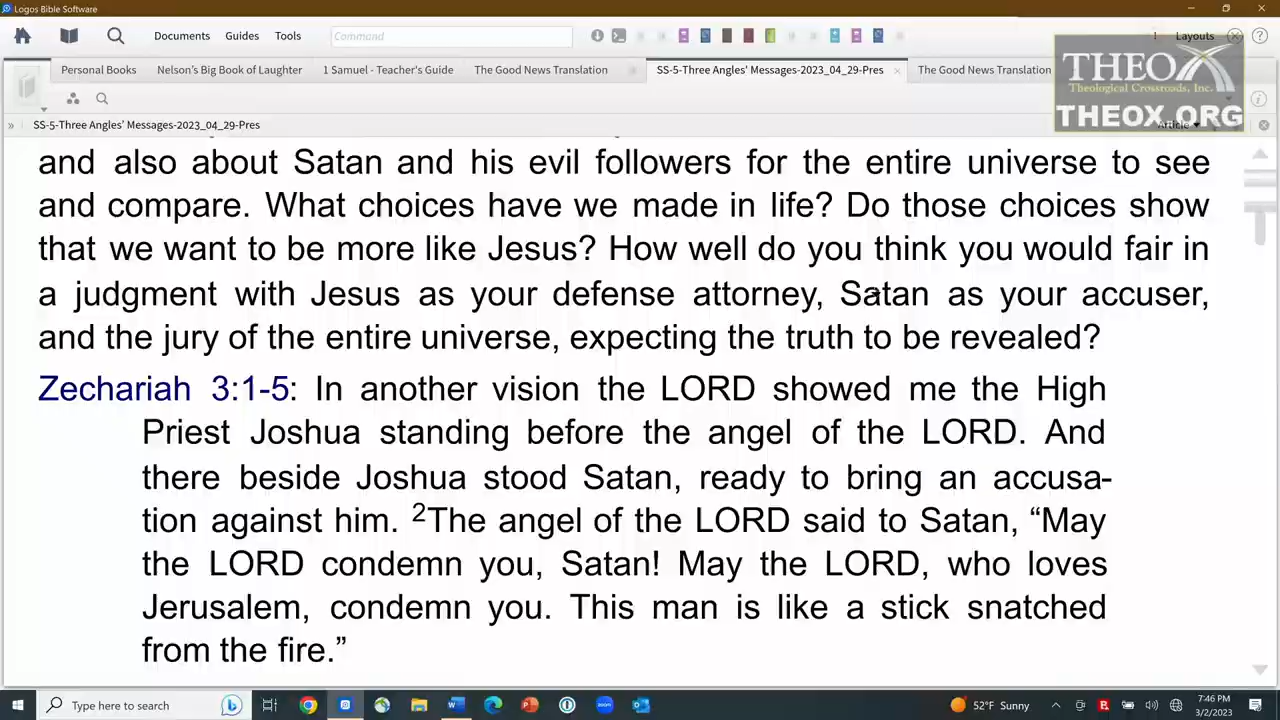 Logos Bible Software
Documents Guides Tools Command Layouts
THEOX
Theological Crossroads, Inc.
THEOX.ORG
Personal Books Nelson's Big Book of Laughter 1 Samuel - Teacher's Guide The Good News Translation SS-5-Three Angles' Messages-2023_04_29-Pres The Good News Translation
SS-5-Three Angles' Messages-2023_04_29-Pres Article
and also about Satan and his evil followers for the entire universe to see
and compare. What choices have we made in life? Do those choices show
that we want to be more like Jesus? How well do you think you would fair in
a judgment with Jesus as your defense attorney, Satan as your accuser,
and the jury of the entire universe, expecting the truth to be revealed?
Zechariah 3:1-5: In another vision the LORD showed me the High
Priest Joshua standing before the angel of the LORD. And
there beside Joshua stood Satan, ready to bring an accusa-
tion against him. 2The angel of the LORD said to Satan, “May
the LORD condemn you, Satan! May the LORD, who loves
Jerusalem, condemn you. This man is like a stick snatched
from the fire.”
Type here to search 52°F Sunny 7:46 PM
3/2/2023